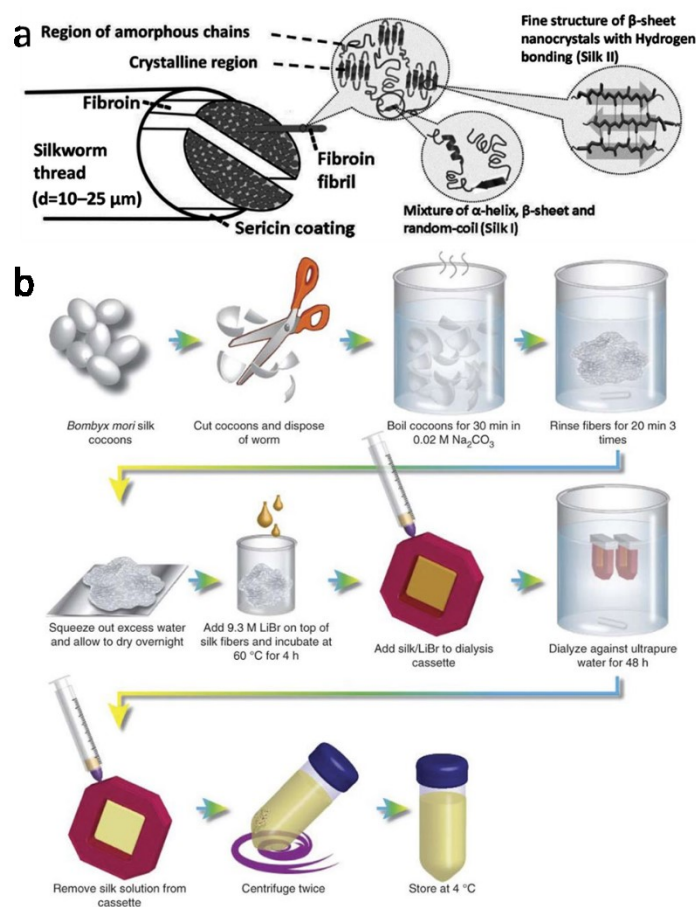 a
Region of amorphous chains
Crystalline region
Fibroin
Silkworm
thread
(d=10–25 μm)
Fibroin
fibril
Sericin coating
Mixture of α-helix, β-sheet and
random-coil (Silk I)
Fine structure of β-sheet
nanocrystals with Hydrogen
bonding (Silk II)
b
Bombyx mori silk
cocoons
Cut cocoons and dispose
of worm
Boil cocoons for 30 min in
0.02 M Na₂CO₃
Rinse fibers for 20 min 3
times
Squeeze out excess water
and allow to dry overnight
Add 9.3 M LiBr on top of
silk fibers and incubate at
60 °C for 4 h
Add silk/LiBr to dialysis
cassette
Dialyze against ultrapure
water for 48 h
Remove silk solution from
cassette
Centrifuge twice
Store at 4 °C